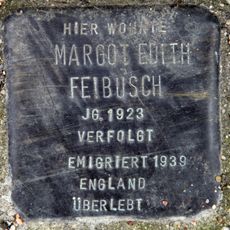 HIER WOHNTE
MARGOT EDITH
FEIBUSCH
JG. 1923
VERFOLGT
EMIGRIERT 1939
ENGLAND
ÜBERLEBT